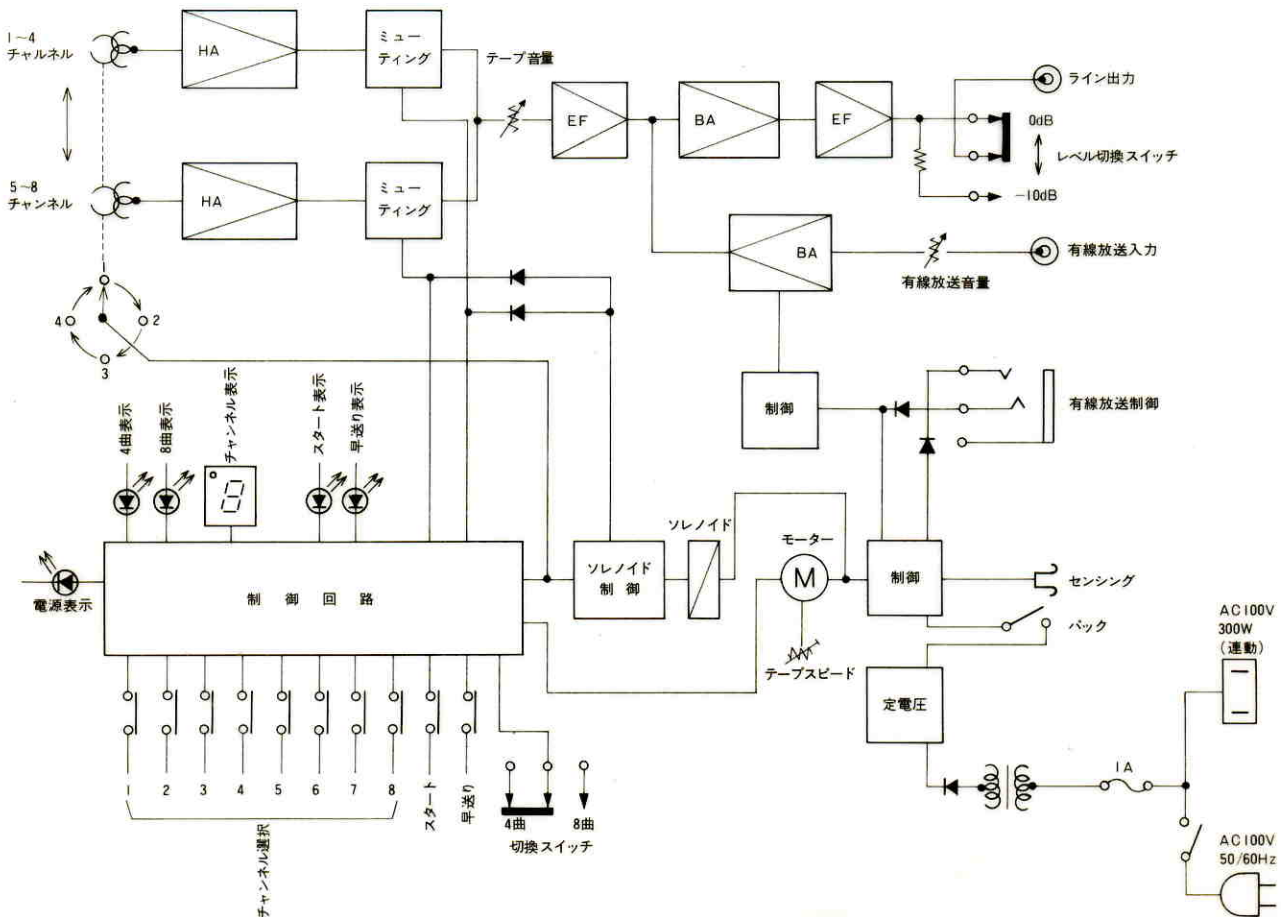 1～4
チャルネル
HA
ミュー
ティング
テープ音量
EF
BA
EF
ライン出力
0dB
レベル切換スイッチ
-10dB
5～8
チャンネル
HA
ミュー
ティング
BA
有線放送音量
有線放送入力
4
2
3
制御
有線放送制御
4曲表示
8曲表示
チャンネル表示
スタート表示
早送り表示
8
電源表示
制御回路
ソレノイド
制御
ソレノイド
モーター
M
テープスピード
制御
センシング
パック
定電圧
AC100V
300W
(連動)
1A
AC100V
50/60Hz
1
2
3
4
5
6
7
8
スタート
早送り
チャンネル選択
4曲
8曲
切換スイッチ